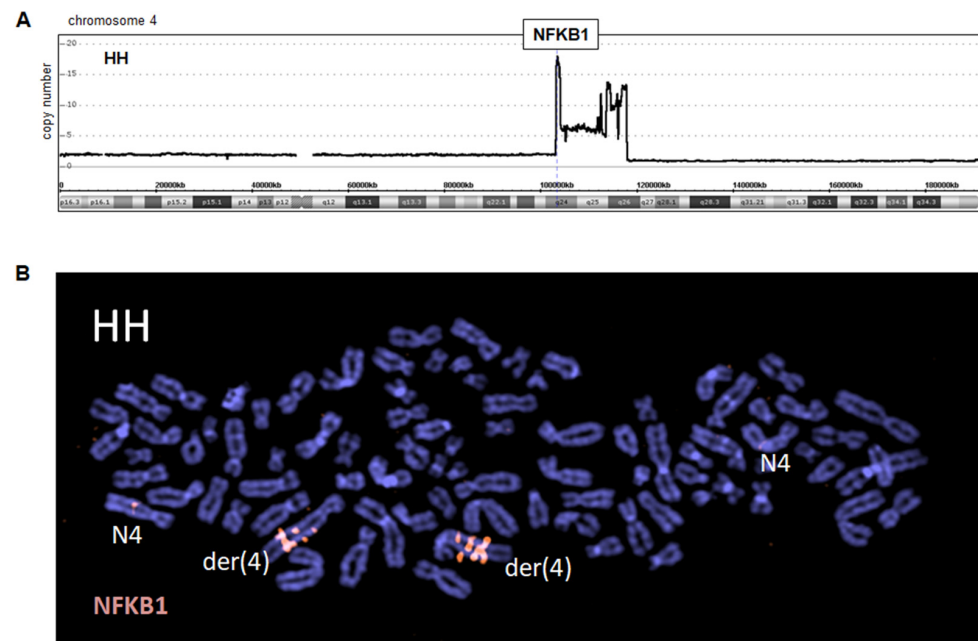 A
chromosome 4
NFKB1
HH
copy number
20
15
10
5
0
0 20000kb 40000kb 60000kb 80000kb 100000kb 120000kb 140000kb 160000kb 180000kb
p16.3 p16.1 p15.2 p15.1 p14 p13 p12 q12 q13.1 q13.3 q22.1 q24 q25 q26 q27 q28.1 q28.3 q31.21 q31.3 q32.1 q32.3 q34.1 q34.3
B
HH
N4
N4
der(4)
der(4)
NFKB1